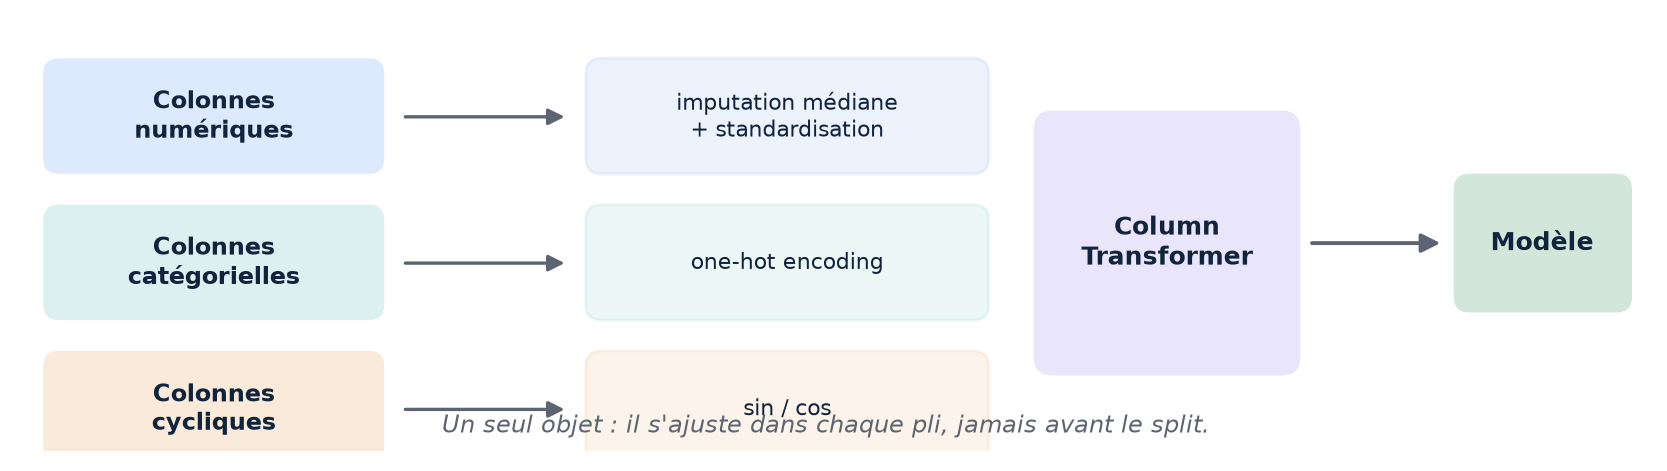 Colonnes
numériques
imputation médiane
+ standardisation
Colonnes
catégorielles
one-hot encoding
Column
Transformer
Modèle
Colonnes
cycliques
sin / cos
Un seul objet : il s'ajuste dans chaque pli, jamais avant le split.